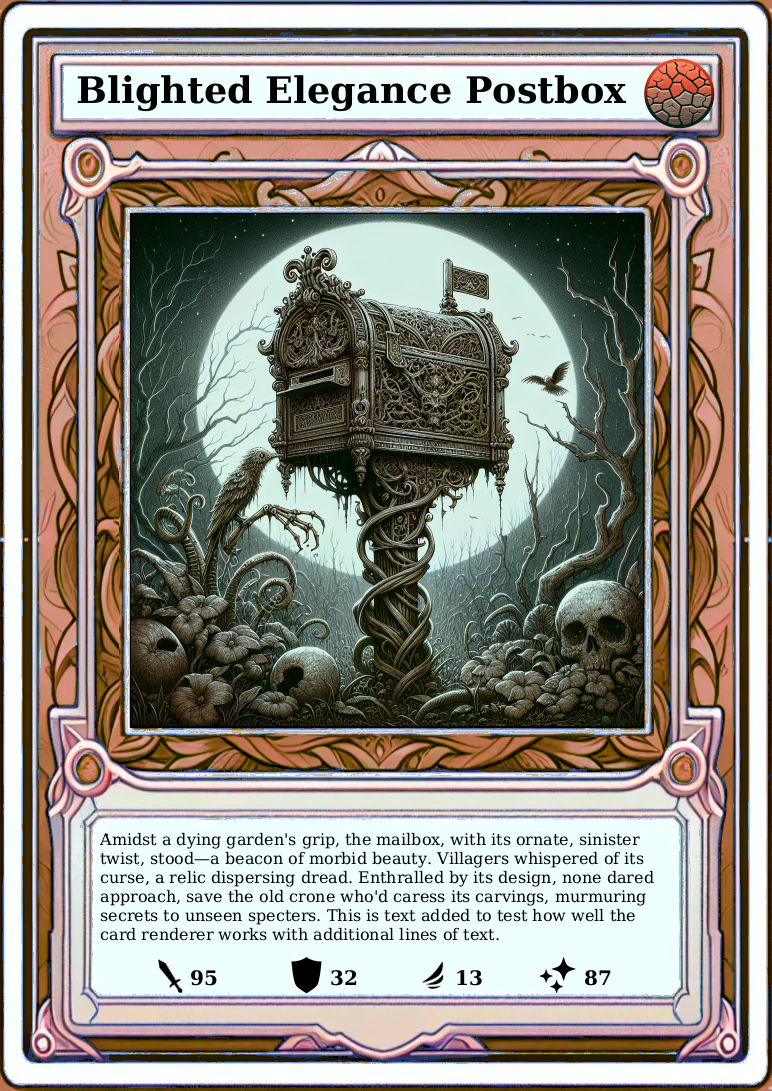 Blighted Elegance Postbox
Amidst a dying garden's grip, the mailbox, with its ornate, sinister
twist, stood—a beacon of morbid beauty. Villagers whispered of its
curse, a relic dispersing dread. Enthralled by its design, none dared
approach, save the old crone who'd caress its carvings, murmuring
secrets to unseen specters. This is text added to test how well the
card renderer works with additional lines of text.
95 32 13 87